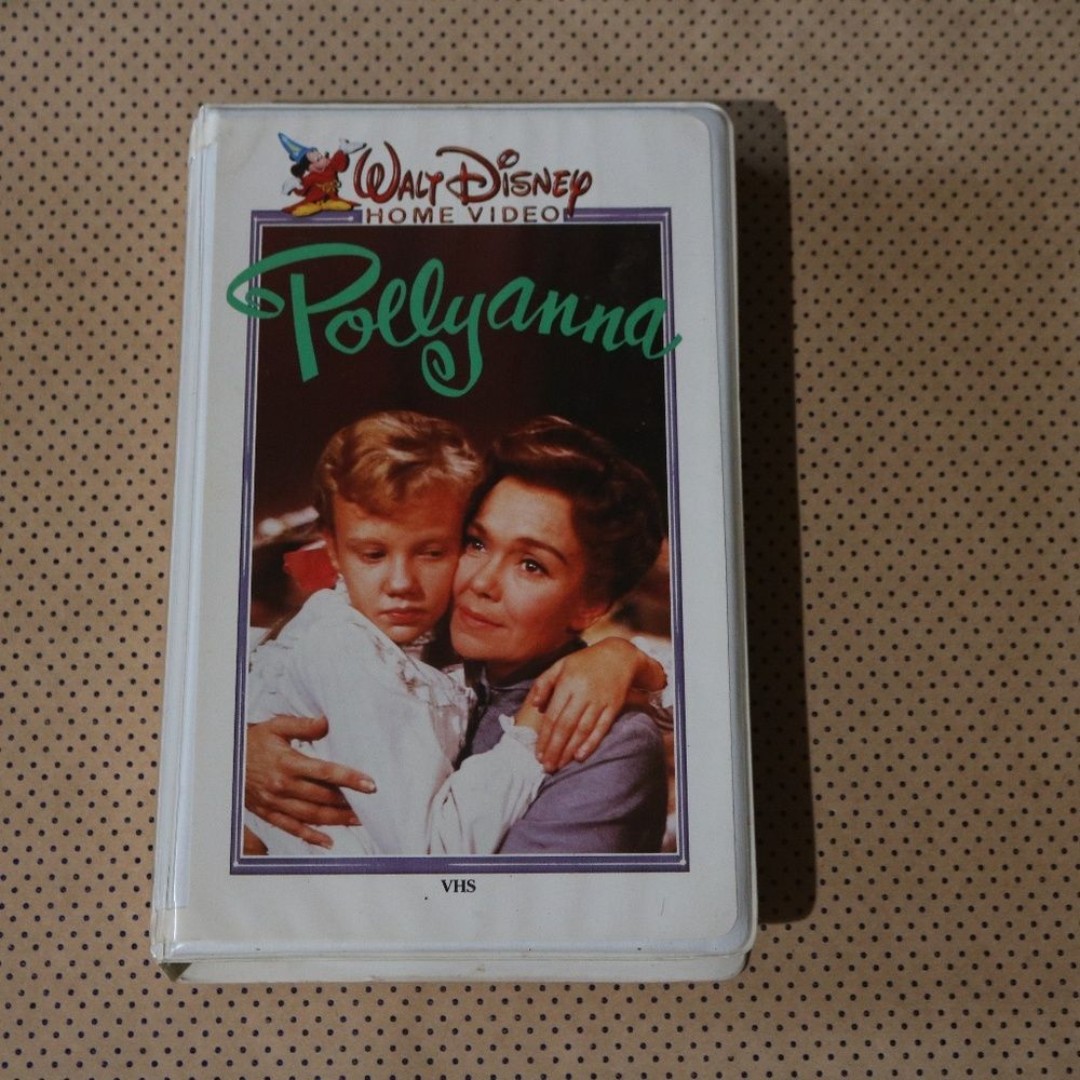 WALT DISNEY
HOME VIDEO
Pollyanna
VHS